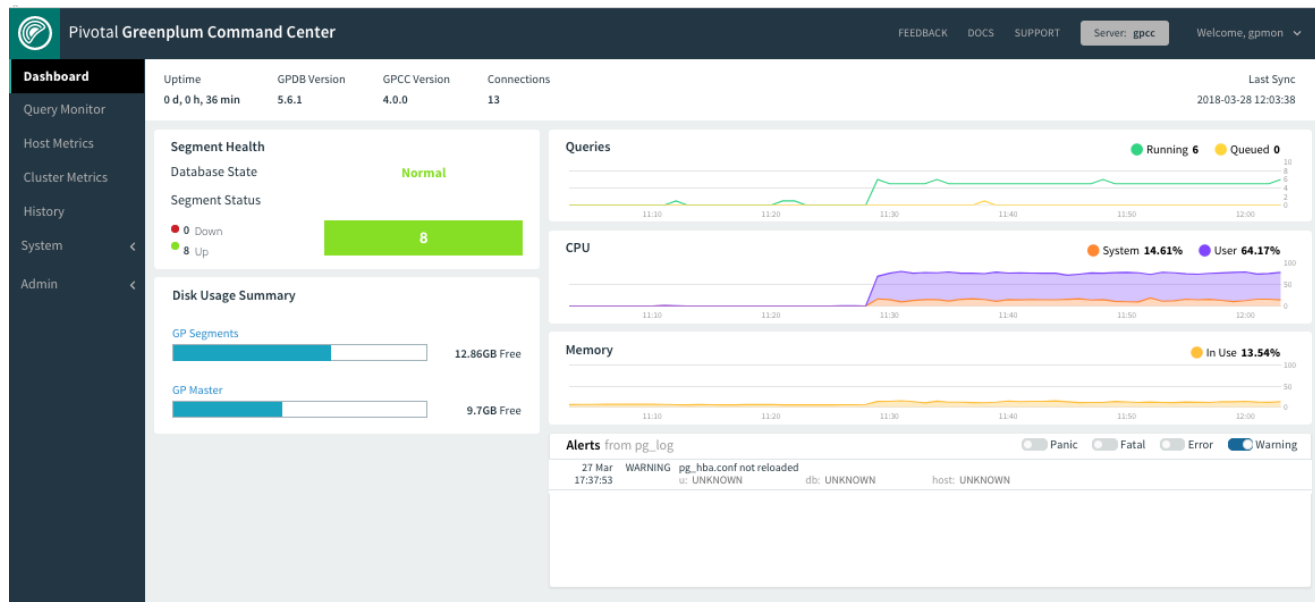 Pivotal Greenplum Command Center
FEEDBACK DOCS SUPPORT Server: gpcc Welcome, gpmon
Dashboard
Query Monitor
Host Metrics
Cluster Metrics
History
System
Admin
Uptime GPDB Version GPCC Version Connections Last Sync
0 d, 0 h, 36 min 5.6.1 4.0.0 13 2018-03-28 12:03:38
Segment Health
Database State Normal
Segment Status
0 Down
8 Up
8
Disk Usage Summary
GP Segments
12.86GB Free
GP Master
9.7GB Free
Queries Running 6 Queued 0
10
8
6
4
2
0
11:10 11:20 11:30 11:40 11:50 12:00
CPU System 14.61% User 64.17%
100
50
0
11:10 11:20 11:30 11:40 11:50 12:00
Memory In Use 13.54%
100
50
0
11:10 11:20 11:30 11:40 11:50 12:00
Alerts from pg_log Panic Fatal Error Warning
27 Mar WARNING pg_hba.conf not reloaded
17:37:53 u: UNKNOWN db: UNKNOWN host: UNKNOWN